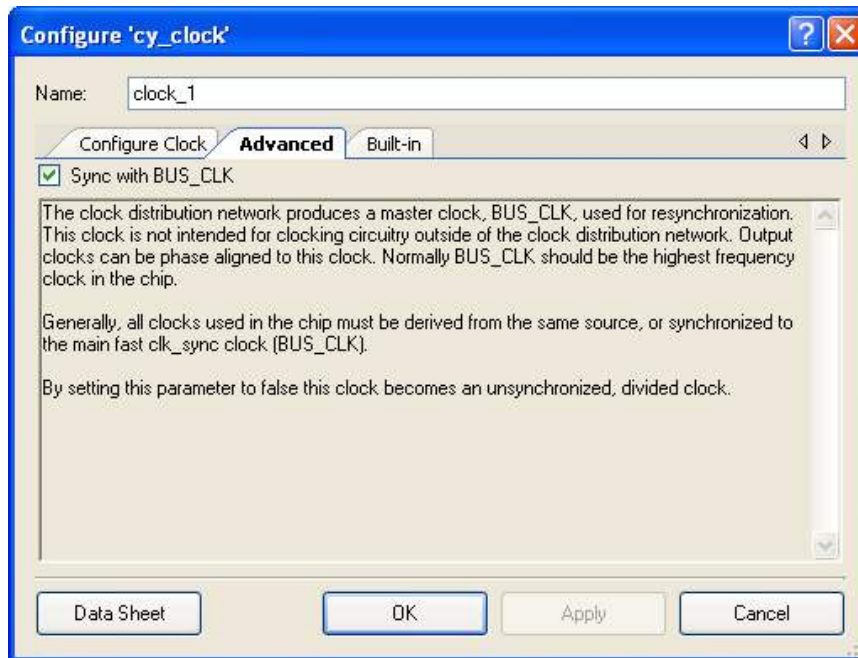 Configure 'cy_clock'
Name: clock_1
Configure Clock Advanced Built-in
Sync with BUS_CLK
The clock distribution network produces a master clock, BUS_CLK, used for resynchronization.
This clock is not intended for clocking circuitry outside of the clock distribution network. Output
clocks can be phase aligned to this clock. Normally BUS_CLK should be the highest frequency
clock in the chip.
Generally, all clocks used in the chip must be derived from the same source, or synchronized to
the main fast clk_sync clock (BUS_CLK).
By setting this parameter to false this clock becomes an unsynchronized, divided clock.
Data Sheet OK Apply Cancel